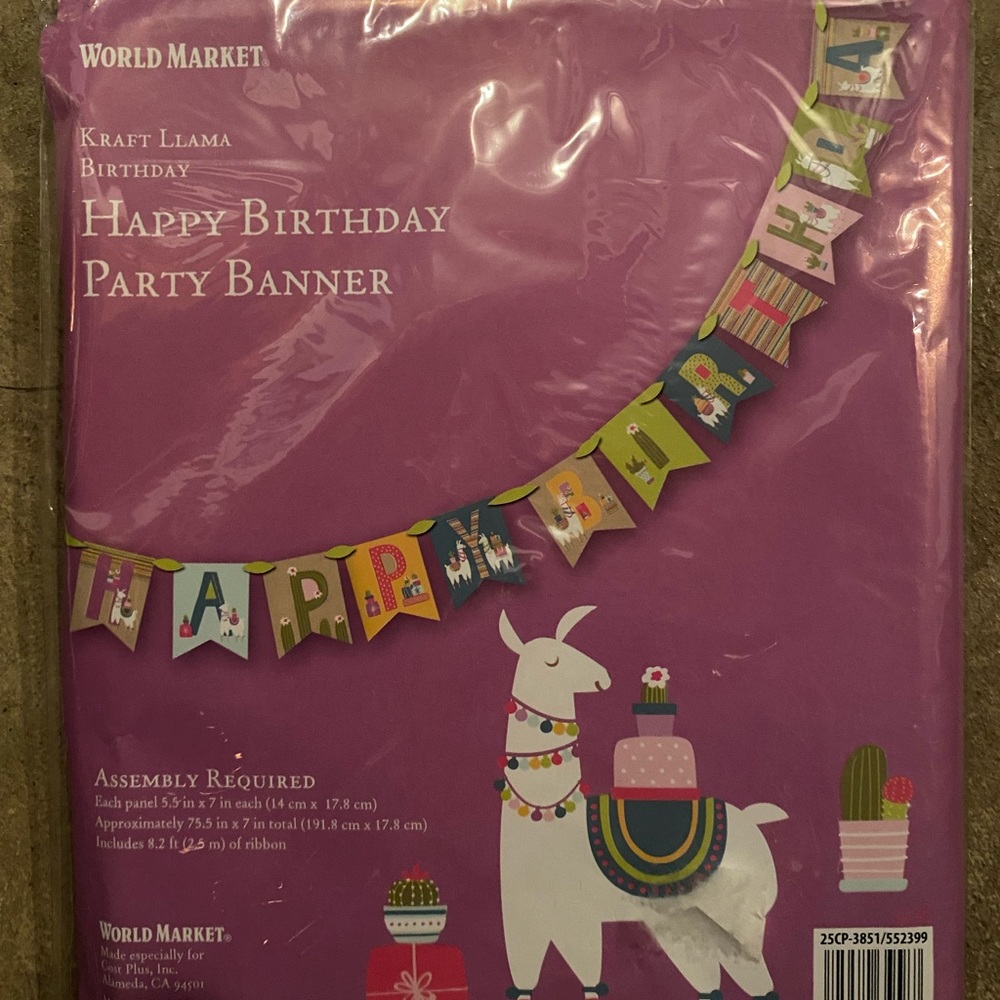 WORLD MARKET®
KRAFT LLAMA
BIRTHDAY
HAPPY BIRTHDAY
PARTY BANNER
HAPPY BIRTHDA
ASSEMBLY REQUIRED
Each panel 5.5 in x 7 in each (14 cm x 17.8 cm)
Approximately 75.5 in x 7 in total (191.8 cm x 17.8 cm)
Includes 8.2 ft (2.5 m) of ribbon
WORLD MARKET®
Made especially for
Cost Plus, Inc.
Alameda, CA 94501
25CP-3851/552399